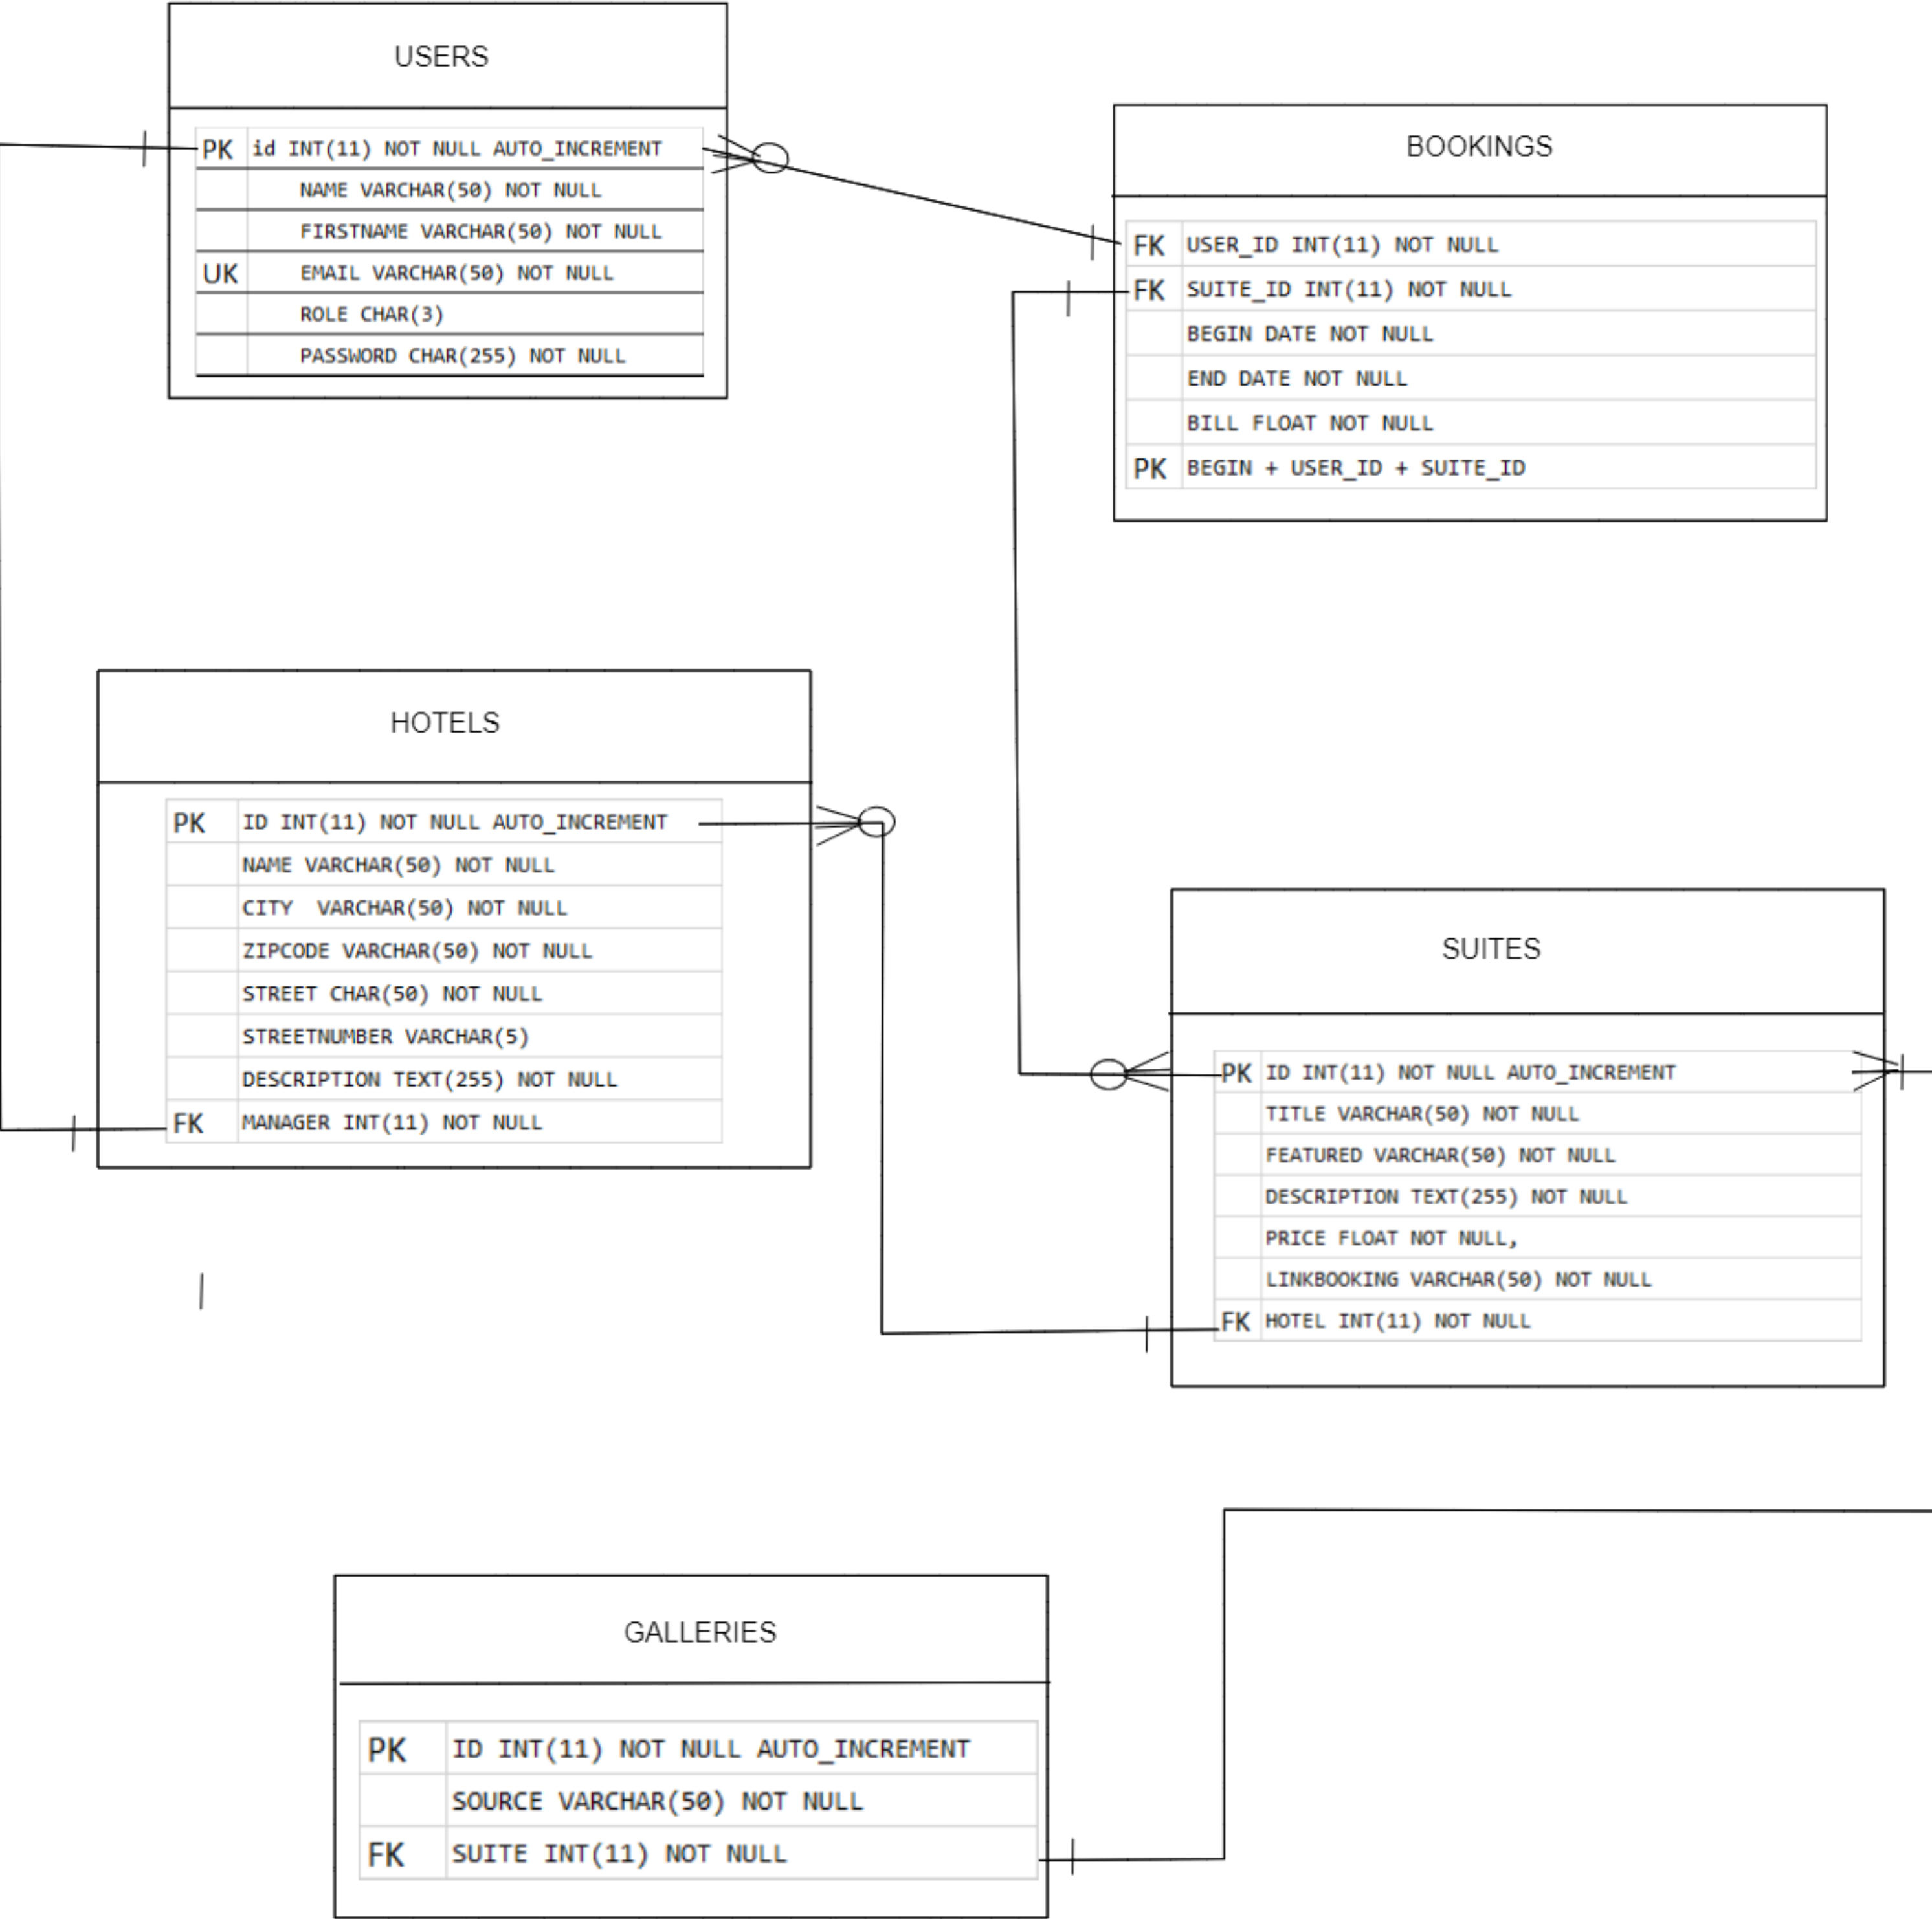 USERS
PK id INT(11) NOT NULL AUTO_INCREMENT
NAME VARCHAR(50) NOT NULL
FIRSTNAME VARCHAR(50) NOT NULL
UK EMAIL VARCHAR(50) NOT NULL
ROLE CHAR(3)
PASSWORD CHAR(255) NOT NULL
BOOKINGS
FK USER_ID INT(11) NOT NULL
FK SUITE_ID INT(11) NOT NULL
BEGIN DATE NOT NULL
END DATE NOT NULL
BILL FLOAT NOT NULL
PK BEGIN + USER_ID + SUITE_ID
HOTELS
PK ID INT(11) NOT NULL AUTO_INCREMENT
NAME VARCHAR(50) NOT NULL
CITY VARCHAR(50) NOT NULL
ZIPCODE VARCHAR(50) NOT NULL
STREET CHAR(50) NOT NULL
STREETNUMBER VARCHAR(5)
DESCRIPTION TEXT(255) NOT NULL
FK MANAGER INT(11) NOT NULL
SUITES
PK ID INT(11) NOT NULL AUTO_INCREMENT
TITLE VARCHAR(50) NOT NULL
FEATURED VARCHAR(50) NOT NULL
DESCRIPTION TEXT(255) NOT NULL
PRICE FLOAT NOT NULL,
LINKBOOKING VARCHAR(50) NOT NULL
FK HOTEL INT(11) NOT NULL
GALLERIES
PK ID INT(11) NOT NULL AUTO_INCREMENT
SOURCE VARCHAR(50) NOT NULL
FK SUITE INT(11) NOT NULL